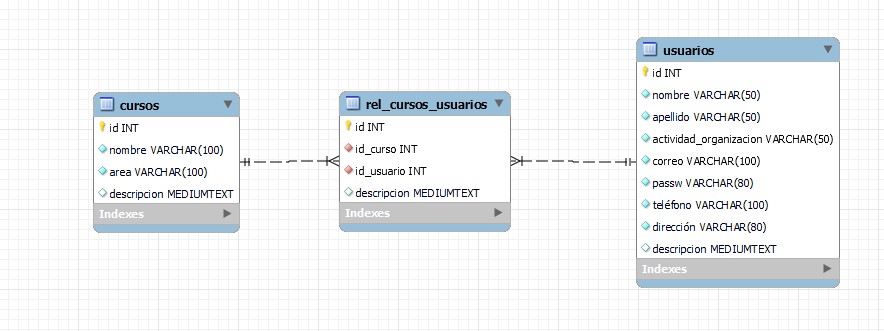 cursos
id INT
nombre VARCHAR(100)
area VARCHAR(100)
descripcion MEDIUMTEXT
Indexes
rel_cursos_usuarios
id INT
id_curso INT
id_usuario INT
descripcion MEDIUMTEXT
Indexes
usuarios
id INT
nombre VARCHAR(50)
apellido VARCHAR(50)
actividad_organizacion VARCHAR(50)
correo VARCHAR(100)
passw VARCHAR(80)
teléfono VARCHAR(100)
dirección VARCHAR(80)
descripcion MEDIUMTEXT
Indexes